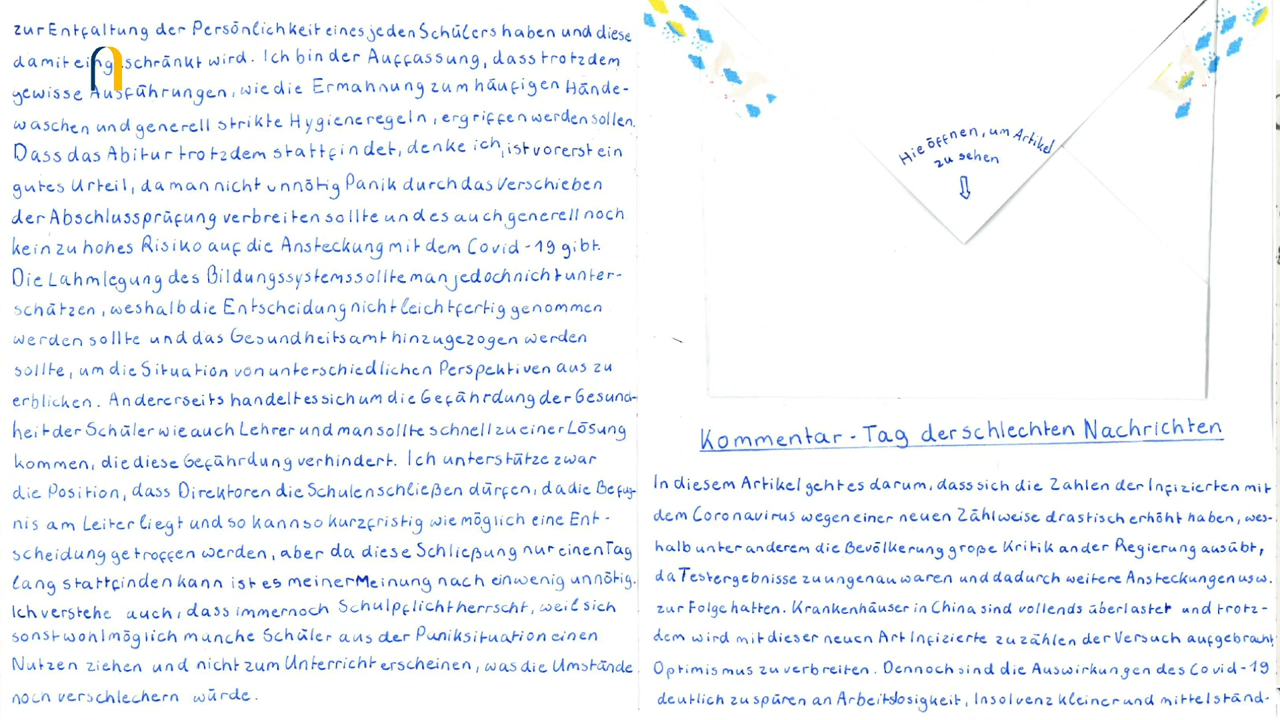 zur Entfaltung der Persönlichkeit eines jeden Schülers haben und diese
damit eingeschränkt wird. Ich bin der Auffassung, dass trotzdem
gewisse Ausführungen, wie die Ermahnung zum häufigen Hände-
waschen und generell strikte Hygieneregeln, ergriffen werden sollen.
Dass das Abitur trotzdem stattfindet, denke ich, ist vorerst ein
gutes Urteil, da man nicht unnötig Panik durch das Verschieben
der Abschlussprüfung verbreiten sollte und es auch generell noch
kein zu hohes Risiko auf die Ansteckung mit dem Covid-19 gibt.
Die Lahmlegung des Bildungssystems sollte man jedoch nicht unter-
schätzen, weshalb die Entscheidung nicht leichtfertig genommen
werden sollte und das Gesundheitsamt hinzugezogen werden
sollte, um die Situation von unterschiedlichen Perspektiven aus zu
erblicken. Andererseits handelt es sich um die Gefährdung der Gesund-
heit der Schüler wie auch Lehrer und man sollte schnell zu einer Lösung
kommen, die diese Gefährdung verhindert. Ich unterstütze zwar
die Position, dass Direktoren die Schulen schließen dürfen, da die Befug-
nis am Leiter liegt und so kann so kurzfristig wie möglich eine Ent-
scheidung getroffen werden, aber da diese Schließung nur einen Tag
lang stattfinden kann ist es meiner Meinung nach ein wenig unnötig.
Ich verstehe auch, dass immernoch Schulpflicht herrscht, weil sich
sonst wohlmöglich manche Schüler aus der Paniksituation einen
Nutzen ziehen und nicht zum Unterricht erscheinen, was die Umstände
noch verschlechern würde.
Hie öffnen, um Artikel
zu sehen
Kommentar - Tag der schlechten Nachrichten
In diesem Artikel geht es darum, dass sich die Zahlen der Infizierten mit
dem Coronavirus wegen einer neuen Zählweise drastisch erhöht haben, wes-
halb unter anderem die Bevölkerung große Kritik an der Regierung ausübt,
da Testergebnisse zu ungenau waren und dadurch weitere Ansteckungen usw.
zur Folge hatten. Krankenhäuser in China sind vollends überlastet und trotz-
dem wird mit dieser neuen Art Infizierte zu zählen der Versuch aufgebracht,
Optimismus zu verbreiten. Dennoch sind die Auswirkungen des Covid-19
deutlich zu spüren an Arbeitslosigkeit, Insolvenz kleiner und mittelständ-